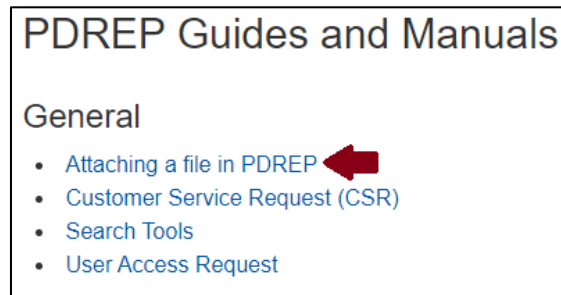 PDREP Guides and Manuals
General
Attaching a file in PDREP
Customer Service Request (CSR)
Search Tools
User Access Request